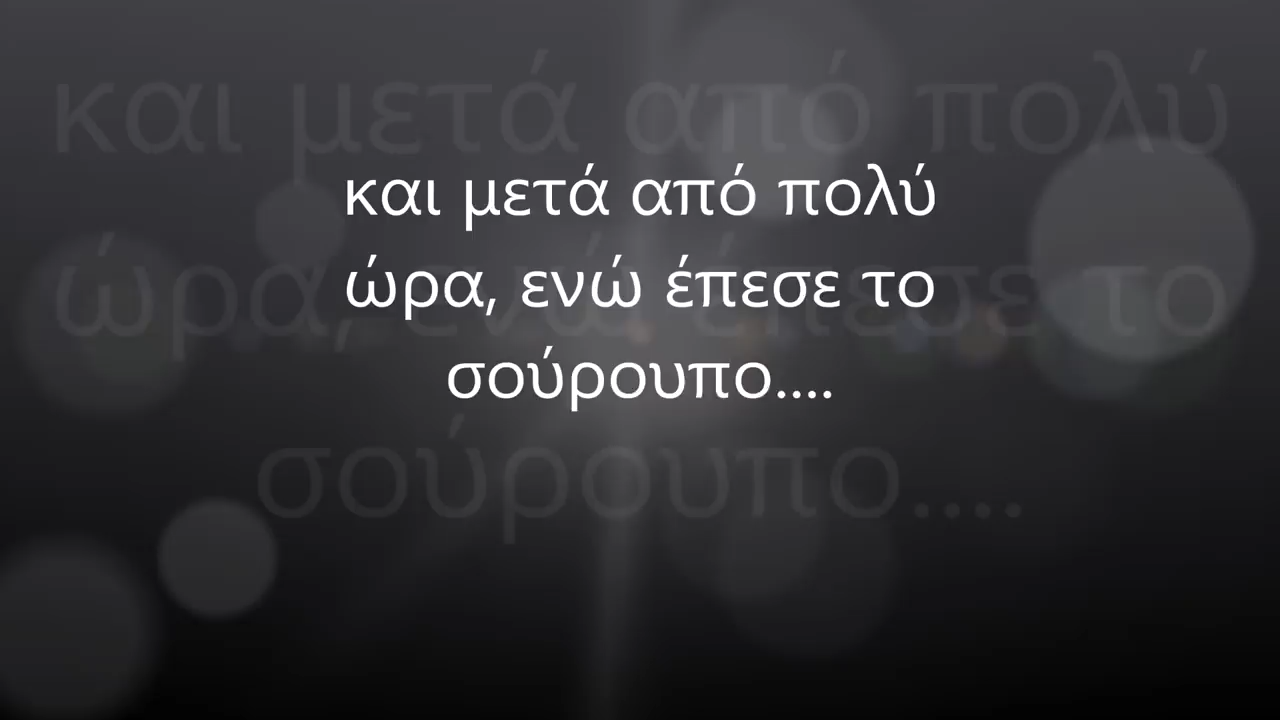 και μετά από πολύ
ώρα, ενώ έπεσε το
σούρουπο....